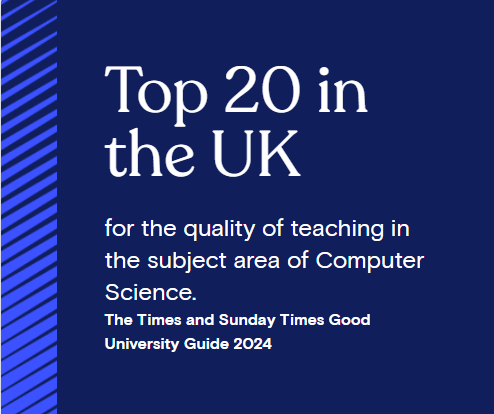 Top 20 in
the UK
for the quality of teaching in
the subject area of Computer
Science.
The Times and Sunday Times Good
University Guide 2024